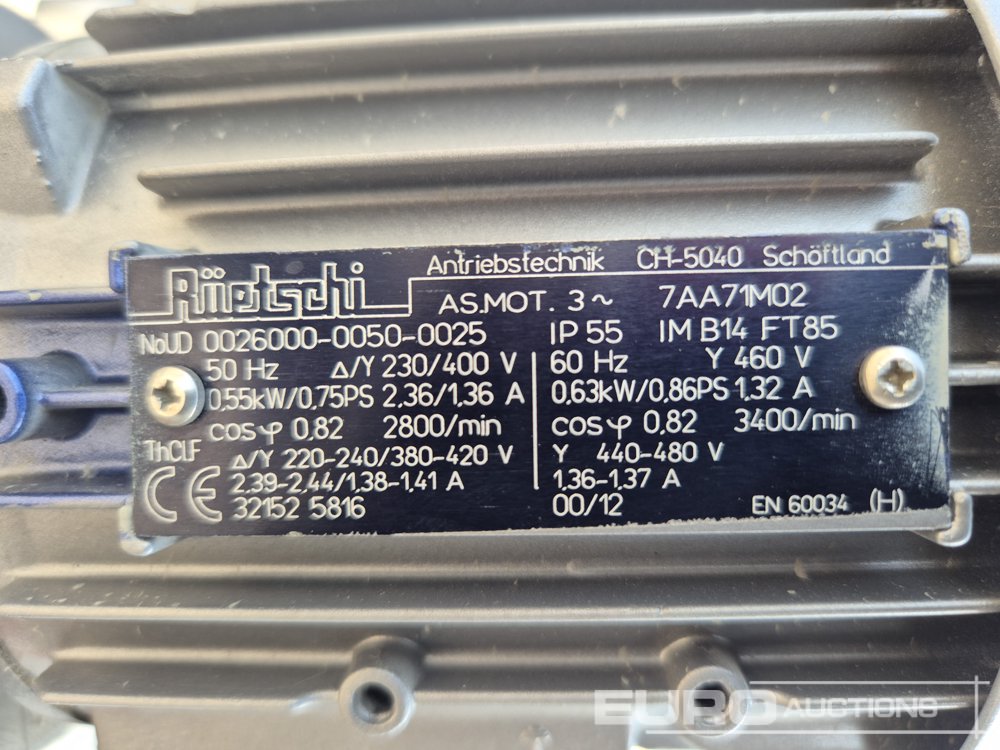 Rüetschi Antriebstechnik CH-5040 Schöftland
AS.MOT. 3~ 7AA71M02
NoUD 0026000-0050-0025 IP 55 IM B14 FT85
50 Hz Δ/Y 230/400 V 60 Hz Y 460 V
0,55kW/0,75PS 2,36/1,36 A 0,63kW/0,86PS 1,32 A
cos φ 0,82 2800/min cos φ 0,82 3400/min
ThCl.F Δ/Y 220-240/380-420 V Y 440-480 V
2,39-2,44/1,38-1,41 A 1,36-1,37 A
CE 32152 5816 00/12 EN 60034 (H)
EURO
AUCTIONS